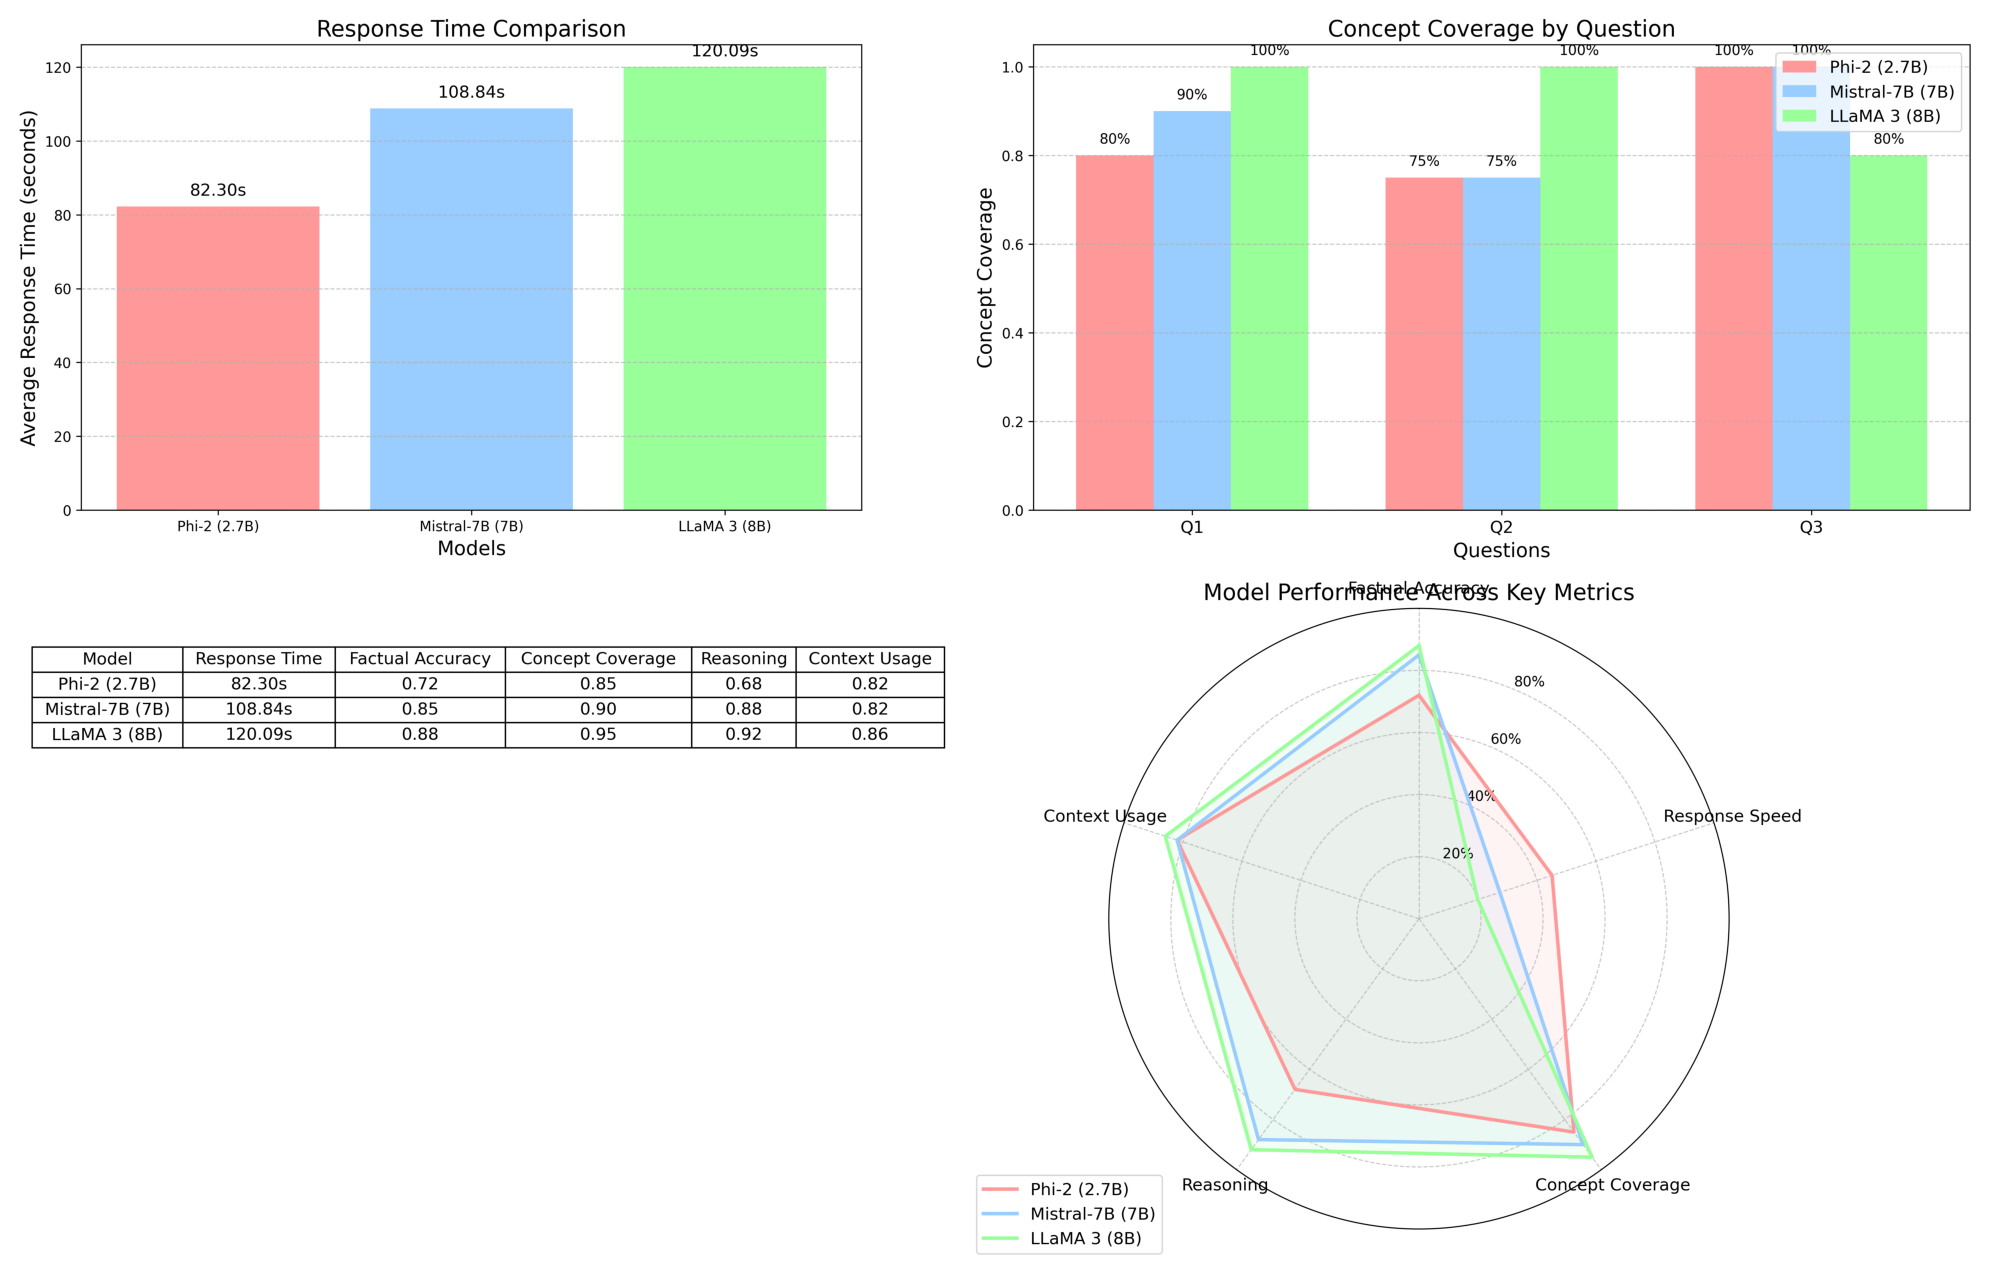 Response Time Comparison
Average Response Time (seconds)
120
100
80
60
40
20
0
82.30s
108.84s
120.09s
Phi-2 (2.7B)
Mistral-7B (7B)
LLaMA 3 (8B)
Models
Concept Coverage by Question
Concept Coverage
1.0
0.8
0.6
0.4
0.2
0.0
80%
90%
100%
75%
75%
100%
100%
100%
80%
Phi-2 (2.7B)
Mistral-7B (7B)
LLaMA 3 (8B)
Q1
Q2
Q3
Questions
Model Response Time Factual Accuracy Concept Coverage Reasoning Context Usage
Phi-2 (2.7B) 82.30s 0.72 0.85 0.68 0.82
Mistral-7B (7B) 108.84s 0.85 0.90 0.88 0.82
LLaMA 3 (8B) 120.09s 0.88 0.95 0.92 0.86
Model Performance Across Key Metrics
Factual Accuracy
80%
60%
40%
20%
Context Usage
Response Speed
Reasoning
Concept Coverage
Phi-2 (2.7B)
Mistral-7B (7B)
LLaMA 3 (8B)